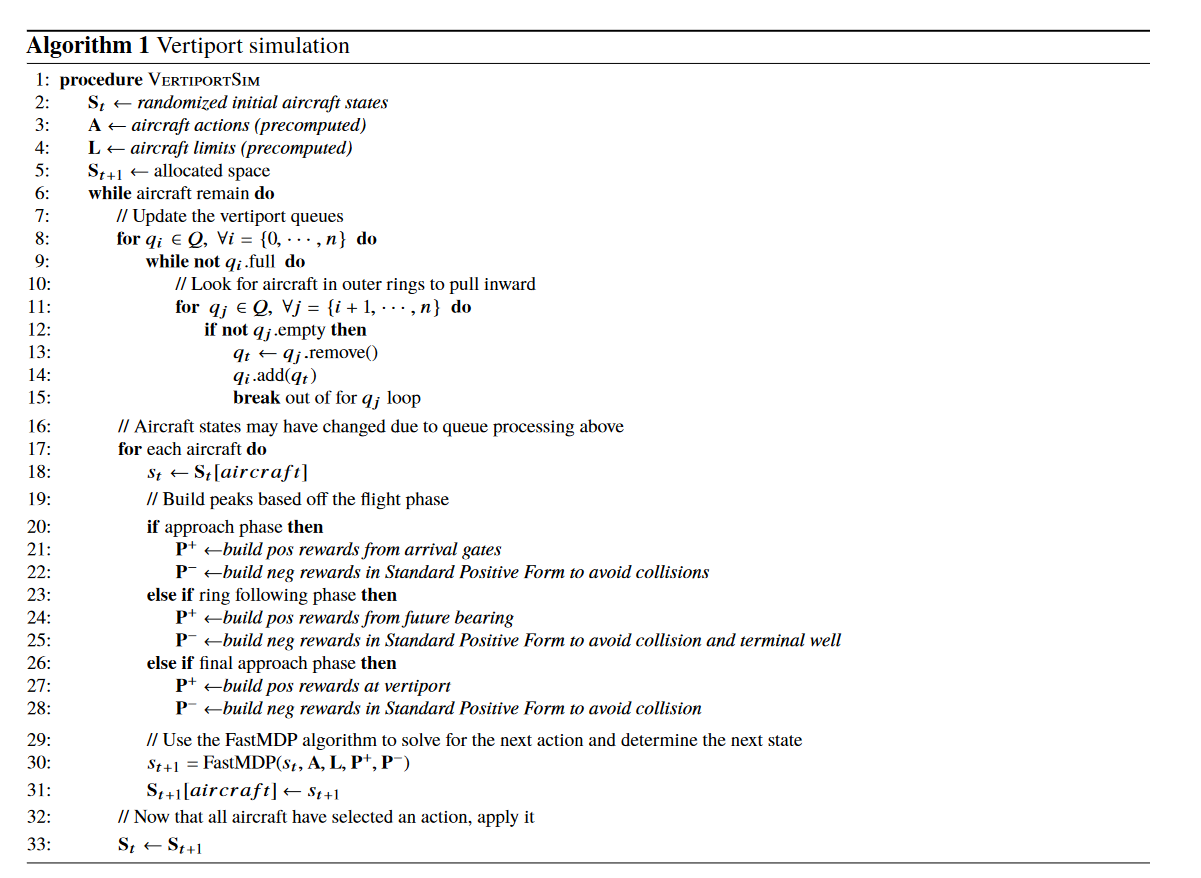 Algorithm 1 Vertiport simulation
1: procedure VERTIPORTSIM
2: S_t ← randomized initial aircraft states
3: A ← aircraft actions (precomputed)
4: L ← aircraft limits (precomputed)
5: S_{t+1} ← allocated space
6: while aircraft remain do
7: // Update the vertiport queues
8: for q_i ∈ Q, ∀i = {0, ⋯ , n} do
9: while not q_i.full do
10: // Look for aircraft in outer rings to pull inward
11: for q_j ∈ Q, ∀j = {i + 1, ⋯ , n} do
12: if not q_j.empty then
13: q_t ← q_j.remove()
14: q_i.add(q_t)
15: break out of for q_j loop
16: // Aircraft states may have changed due to queue processing above
17: for each aircraft do
18: s_t ← S_t[aircraft]
19: // Build peaks based off the flight phase
20: if approach phase then
21: P⁺ ←build pos rewards from arrival gates
22: P⁻ ←build neg rewards in Standard Positive Form to avoid collisions
23: else if ring following phase then
24: P⁺ ←build pos rewards from future bearing
25: P⁻ ←build neg rewards in Standard Positive Form to avoid collision and terminal well
26: else if final approach phase then
27: P⁺ ←build pos rewards at vertiport
28: P⁻ ←build neg rewards in Standard Positive Form to avoid collision
29: // Use the FastMDP algorithm to solve for the next action and determine the next state
30: s_{t+1} = FastMDP(s_t, A, L, P⁺, P⁻)
31: S_{t+1}[aircraft] ← s_{t+1}
32: // Now that all aircraft have selected an action, apply it
33: S_t ← S_{t+1}